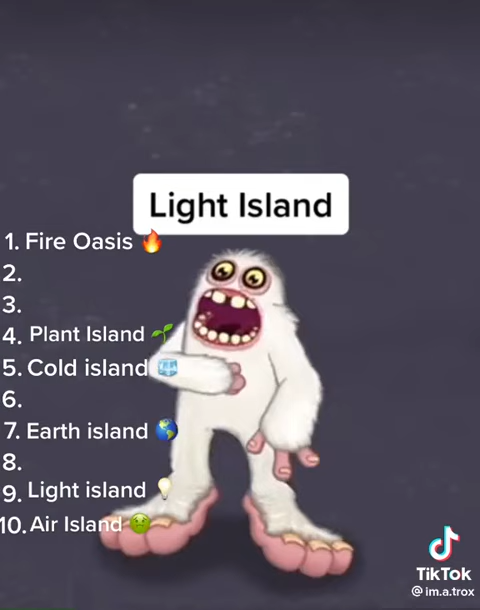 Light Island
1. Fire Oasis 🔥
2.
3.
4. Plant Island 🌱
5. Cold island 🧊
6.
7. Earth island 🌎
8.
9. Light island 💡
10. Air Island 🤢
TikTok
@im.a.trox